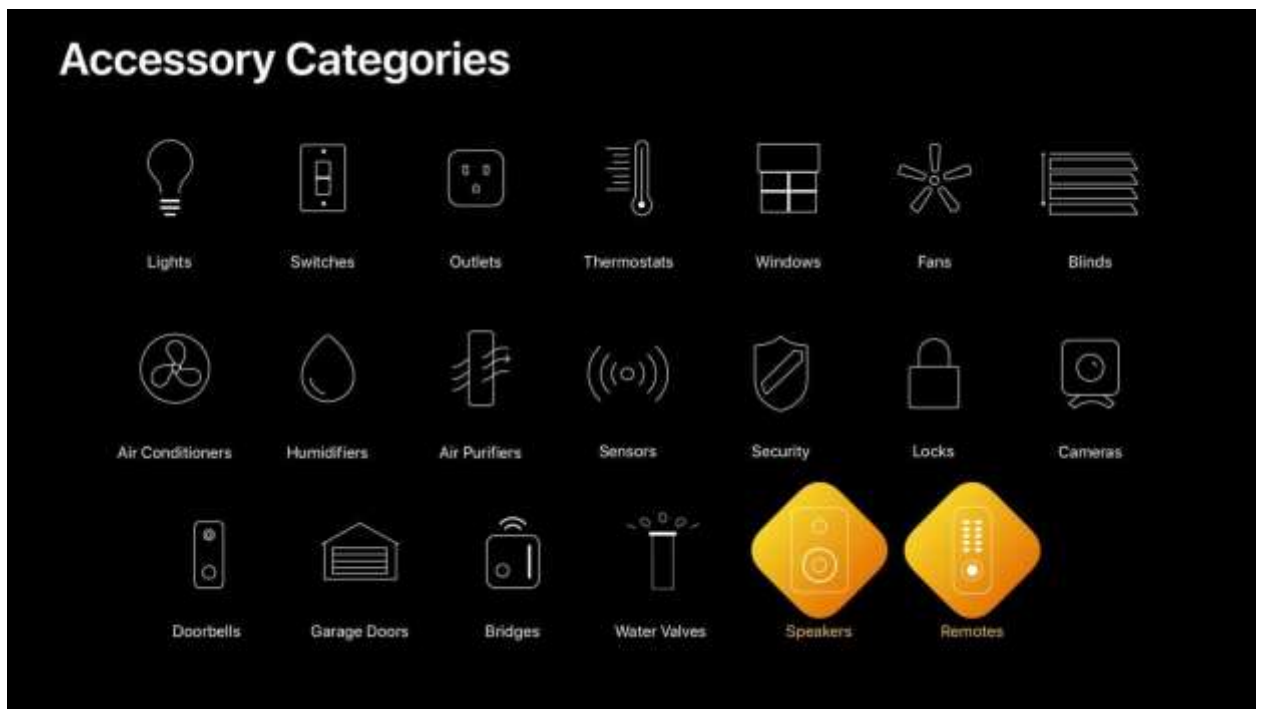 Accessory Categories
Lights Switches Outlets Thermostats Windows Fans Blinds
Air Conditioners Humidifiers Air Purifiers Sensors Security Locks Cameras
Doorbells Garage Doors Bridges Water Valves Speakers Remotes